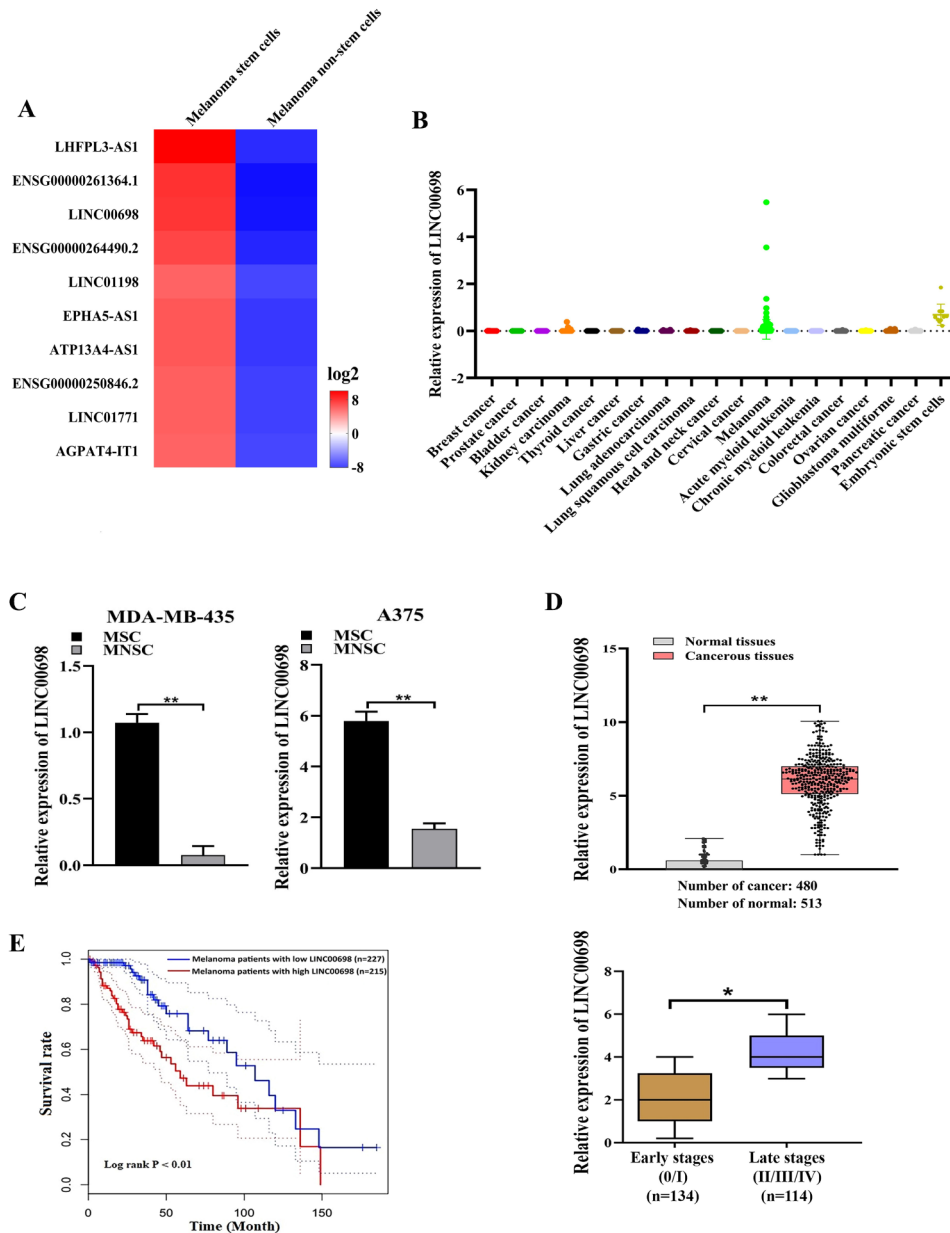 A
Melanoma stem cells
Melanoma non-stem cells
LHFPL3-AS1
ENSG00000261364.1
LINC00698
ENSG00000264490.2
LINC01198
EPHA5-AS1
ATP13A4-AS1
ENSG00000250846.2
LINC01771
AGPAT4-IT1
log2
10
8
6
4
2
0
-8
B
Relative expression of LINC00698
6
4
2
0
-2
Breast cancer
Prostate cancer
Bladder cancer
Kidney carcinoma
Thyroid cancer
Liver cancer
Gastric cancer
Lung adenocarcinoma
Lung squamous cell carcinoma
Head and neck cancer
Cervical cancer
Melanoma
Acute myeloid leukemia
Chronic myeloid leukemia
Colorectal cancer
Ovarian cancer
Glioblastoma multiforme
Pancreatic cancer
Embryonic stem cells
C
MDA-MB-435
MSC
MNSC
Relative expression of LINC00698
1.5
1.0
0.5
0.0
**
A375
MSC
MNSC
Relative expression of LINC00698
8
6
4
2
0
**
D
Normal tissues
Cancerous tissues
Relative expression of LINC00698
15
10
5
0
**
Number of cancer: 480
Number of normal: 513
E
Melanoma patients with low LINC00698 (n=227)
Melanoma patients with high LINC00698 (n=215)
Survival rate
1.0
0.8
0.6
0.4
0.2
0.0
Log rank P < 0.01
0
50
100
150
Time (Month)
Relative expression of LINC00698
8
6
4
2
0
*
Early stages
(0/I)
(n=134)
Late stages
(II/III/IV)
(n=114)